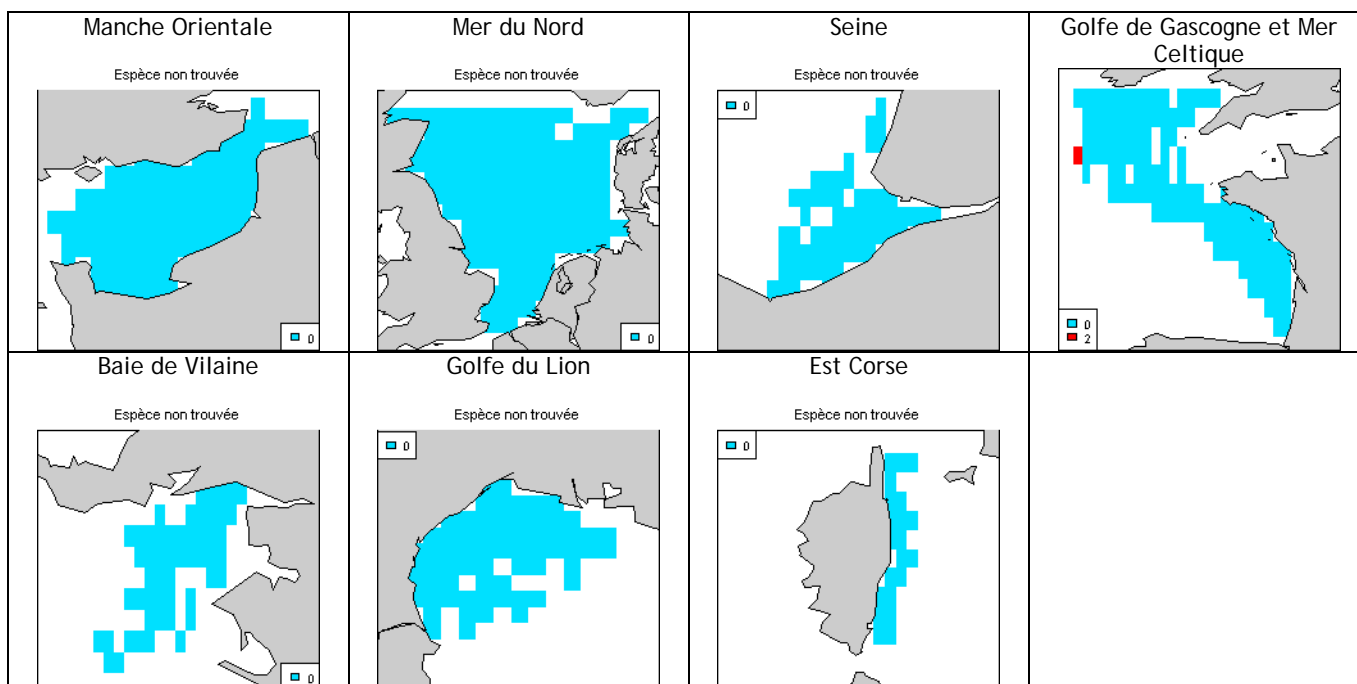 Manche Orientale
Espèce non trouvée
0
Mer du Nord
Espèce non trouvée
0
Seine
Espèce non trouvée
0
Golfe de Gascogne et Mer
Celtique
0
2
Baie de Vilaine
Espèce non trouvée
0
Golfe du Lion
Espèce non trouvée
0
Est Corse
Espèce non trouvée
0